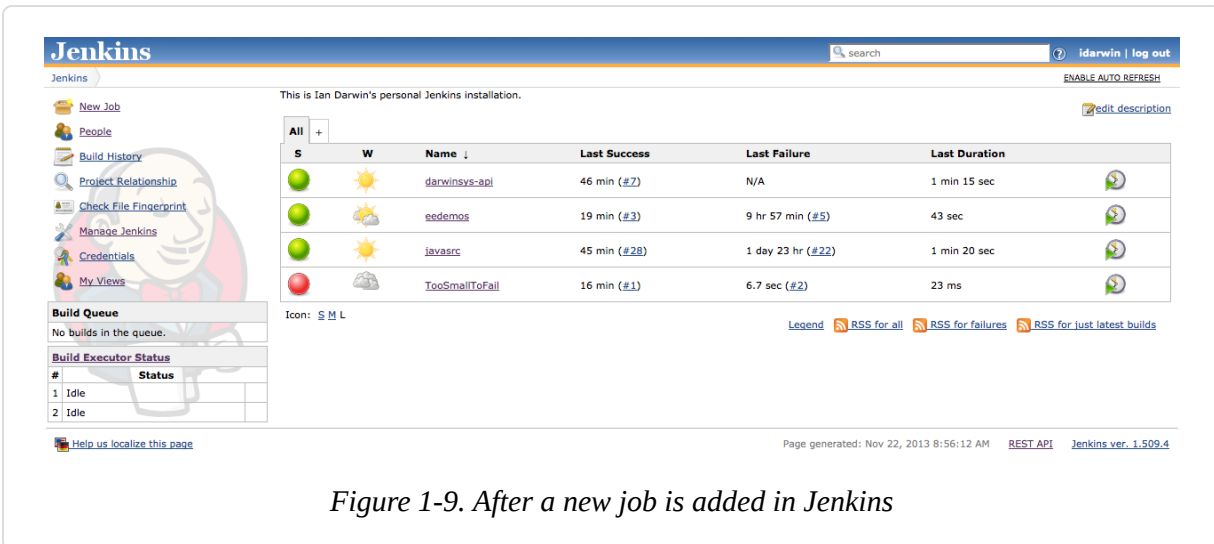 Jenkins
search
idarwin | log out
Jenkins
ENABLE AUTO REFRESH
New Job
People
Build History
Project Relationship
Check File Fingerprint
Manage Jenkins
Credentials
My Views
Build Queue
No builds in the queue.
Build Executor Status
# Status
1 Idle
2 Idle
This is Ian Darwin's personal Jenkins installation.
edit description
All +
S W Name ↓ Last Success Last Failure Last Duration
darwinsys-api 46 min (#7) N/A 1 min 15 sec
eedemos 19 min (#3) 9 hr 57 min (#5) 43 sec
javasrc 45 min (#28) 1 day 23 hr (#22) 1 min 20 sec
TooSmallToFail 16 min (#1) 6.7 sec (#2) 23 ms
Icon: S M L
Legend RSS for all RSS for failures RSS for just latest builds
Help us localize this page
Page generated: Nov 22, 2013 8:56:12 AM REST API Jenkins ver. 1.509.4
Figure 1-9. After a new job is added in Jenkins